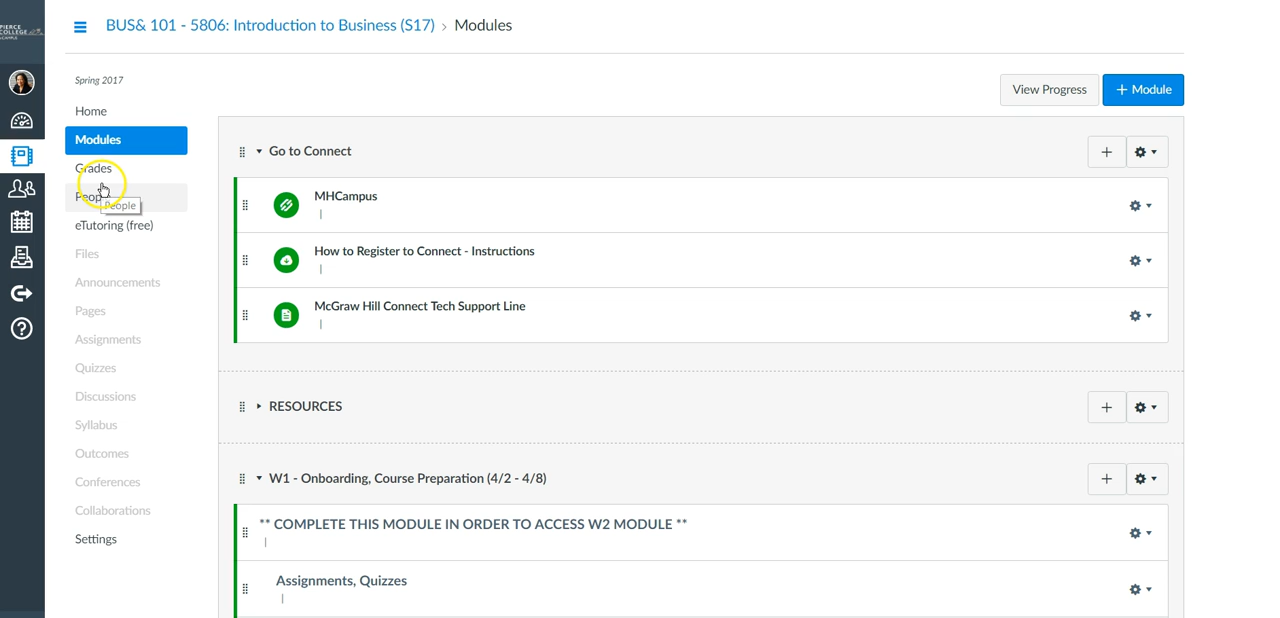 PIERCE
COLLEGE
BUS& 101 - 5806: Introduction to Business (S17) › Modules
Spring 2017
View Progress
+ Module
Home
Modules
Grades
People
People
eTutoring (free)
Files
Announcements
Pages
Assignments
Quizzes
Discussions
Syllabus
Outcomes
Conferences
Collaborations
Settings
Go to Connect
MHCampus
|
How to Register to Connect - Instructions
|
McGraw Hill Connect Tech Support Line
|
RESOURCES
W1 - Onboarding, Course Preparation (4/2 - 4/8)
** COMPLETE THIS MODULE IN ORDER TO ACCESS W2 MODULE **
|
Assignments, Quizzes
|